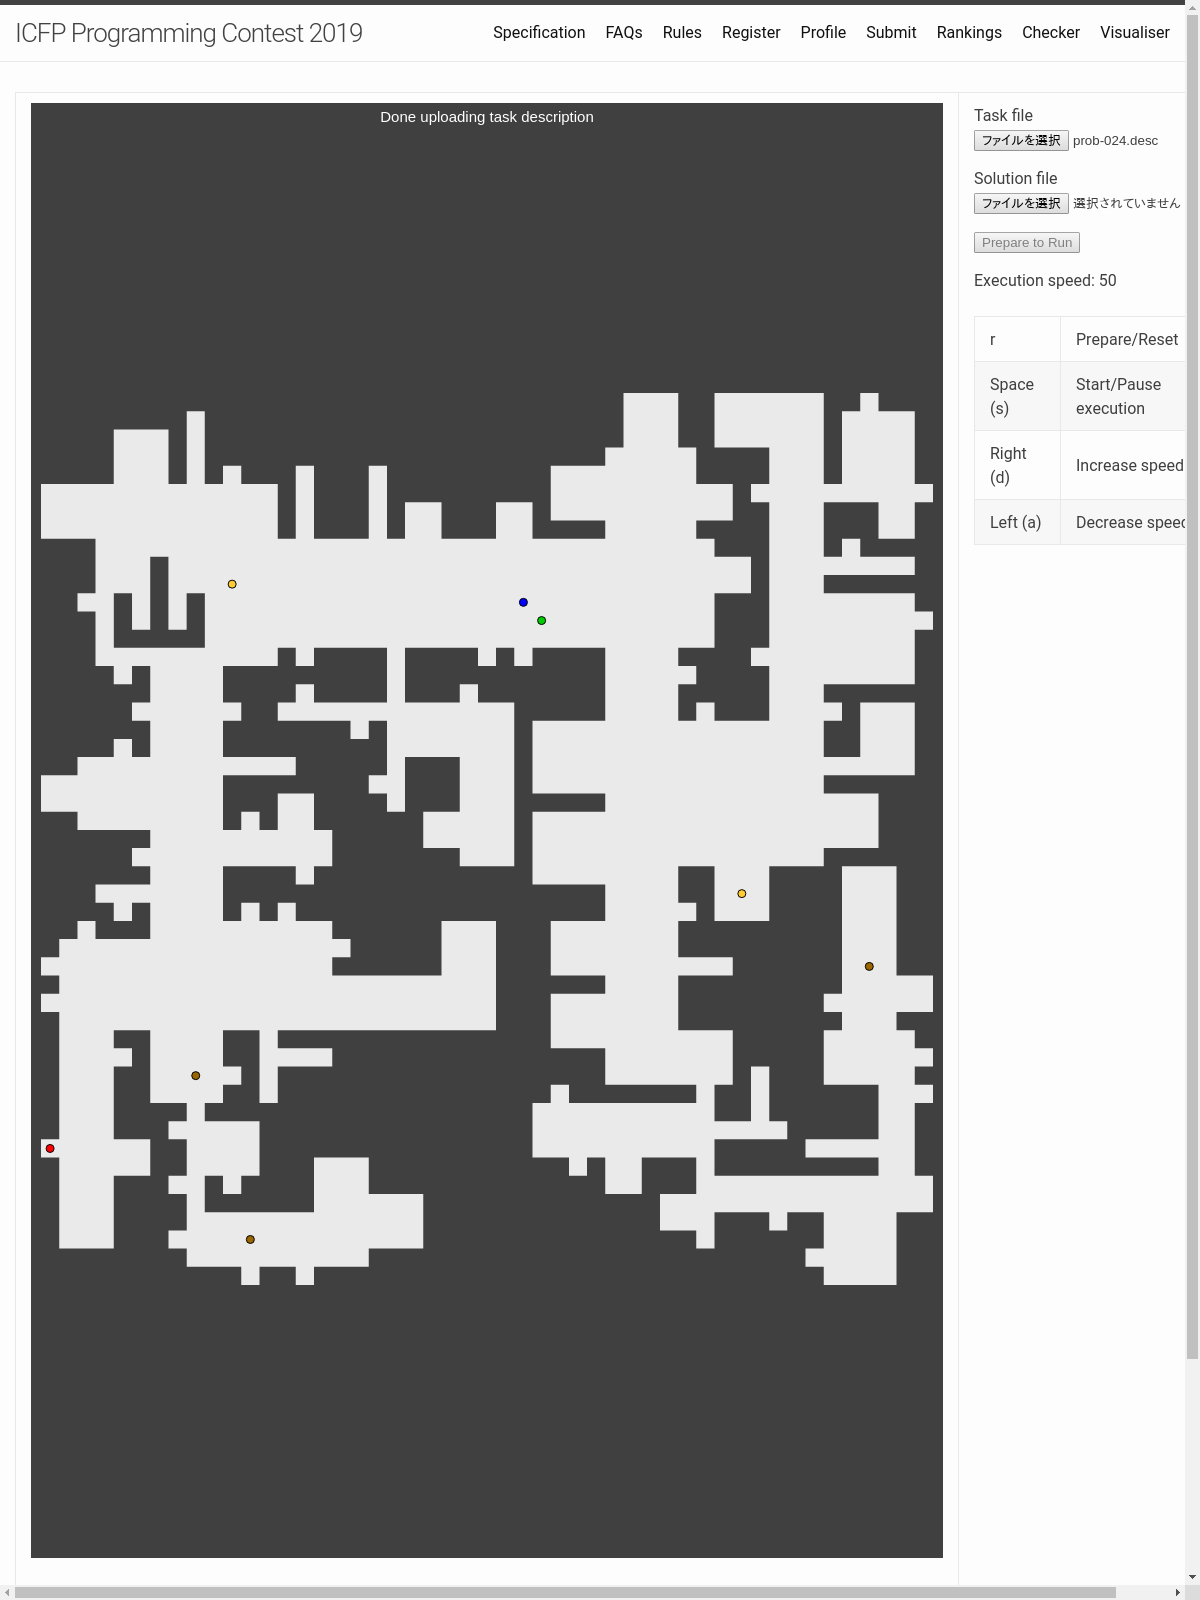 ICFP Programming Contest 2019
Specification FAQs Rules Register Profile Submit Rankings Checker Visualiser
Done uploading task description
Task file
ファイルを選択 prob-024.desc
Solution file
ファイルを選択 選択されていません
Prepare to Run
Execution speed: 50
r Prepare/Reset
Space (s) Start/Pause execution
Right (d) Increase speed
Left (a) Decrease speed